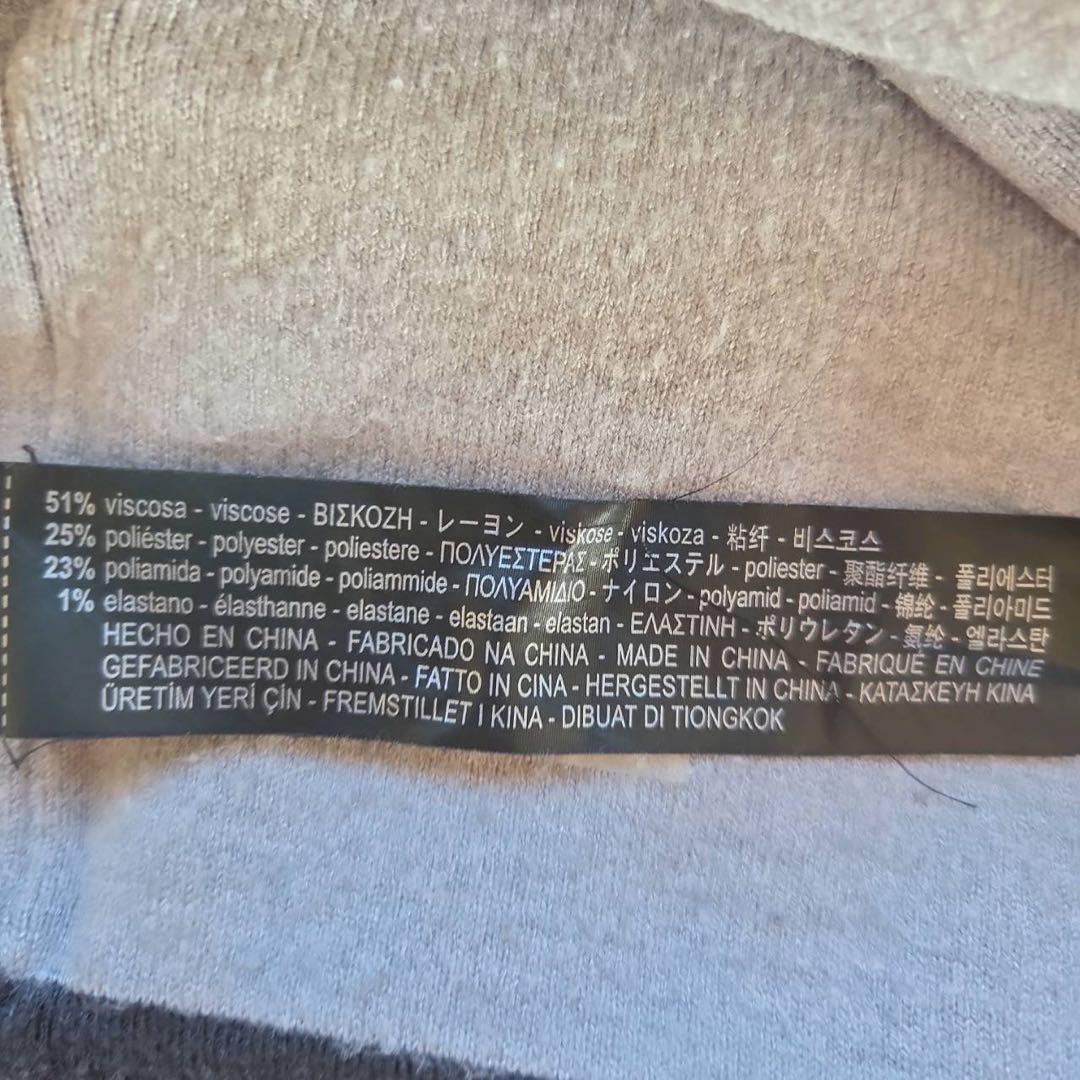 51% viscosa - viscose - ΒΙΣΚΟΖΗ - レーヨン - viskose - viskoza - 粘纤 - 비스코스
25% poliéster - polyester - poliestere - ΠΟΛΥΕΣΤΕΡΑΣ - ポリエステル - poliester - 聚酯纤维 - 폴리에스터
23% poliamida - polyamide - poliammide - ΠΟΛΥΑΜΙΔΙΟ - ナイロン - polyamid - poliamid - 锦纶 - 폴리아미드
1% elastano - élasthanne - elastane - elastaan - elastan - ΕΛΑΣΤΙΝΗ - ポリウレタン - 氨纶 - 엘라스탄
HECHO EN CHINA - FABRICADO NA CHINA - MADE IN CHINA - FABRIQUÉ EN CHINE
GEFABRICEERD IN CHINA - FATTO IN CINA - HERGESTELLT IN CHINA - ΚΑΤΑΣΚΕΥΗ ΚΙΝΑ
ÜRETİM YERİ ÇİN - FREMSTILLET I KINA - DIBUAT DI TIONGKOK